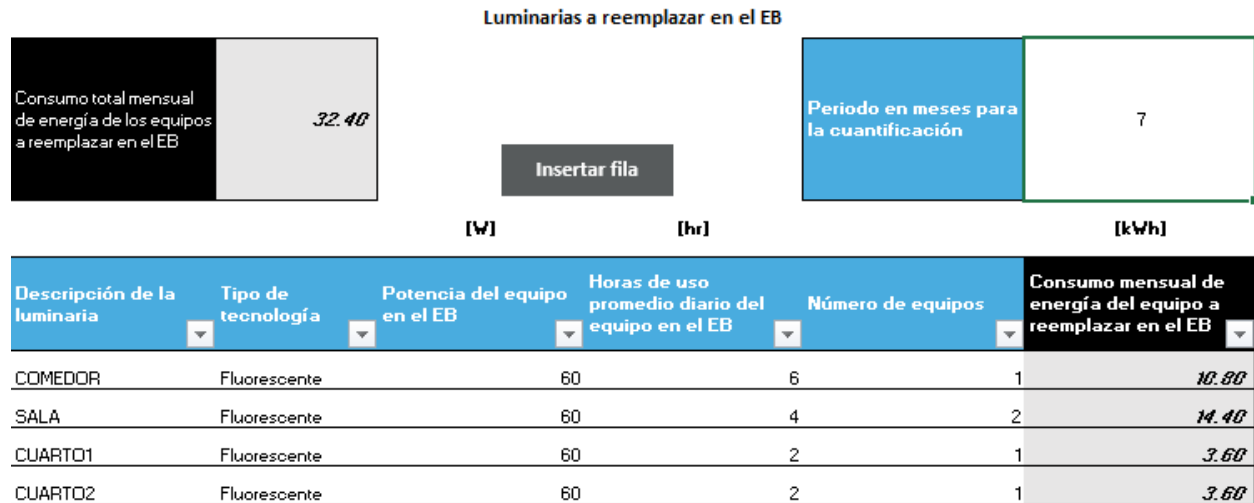 Luminarias a reemplazar en el EB
Consumo total mensual
de energía de los equipos
a reemplazar en el EB
32.40
Insertar fila
Periodo en meses para
la cuantificación
7
[W]
[hr]
[kWh]
Descripción de la
luminaria
Tipo de
tecnología
Potencia del equipo
en el EB
Horas de uso
promedio diario del
equipo en el EB
Número de equipos
Consumo mensual de
energía del equipo a
reemplazar en el EB
COMEDOR Fluorescente 60 6 1 10.80
SALA Fluorescente 60 4 2 14.40
CUARTO1 Fluorescente 60 2 1 3.60
CUARTO2 Fluorescente 60 2 1 3.60